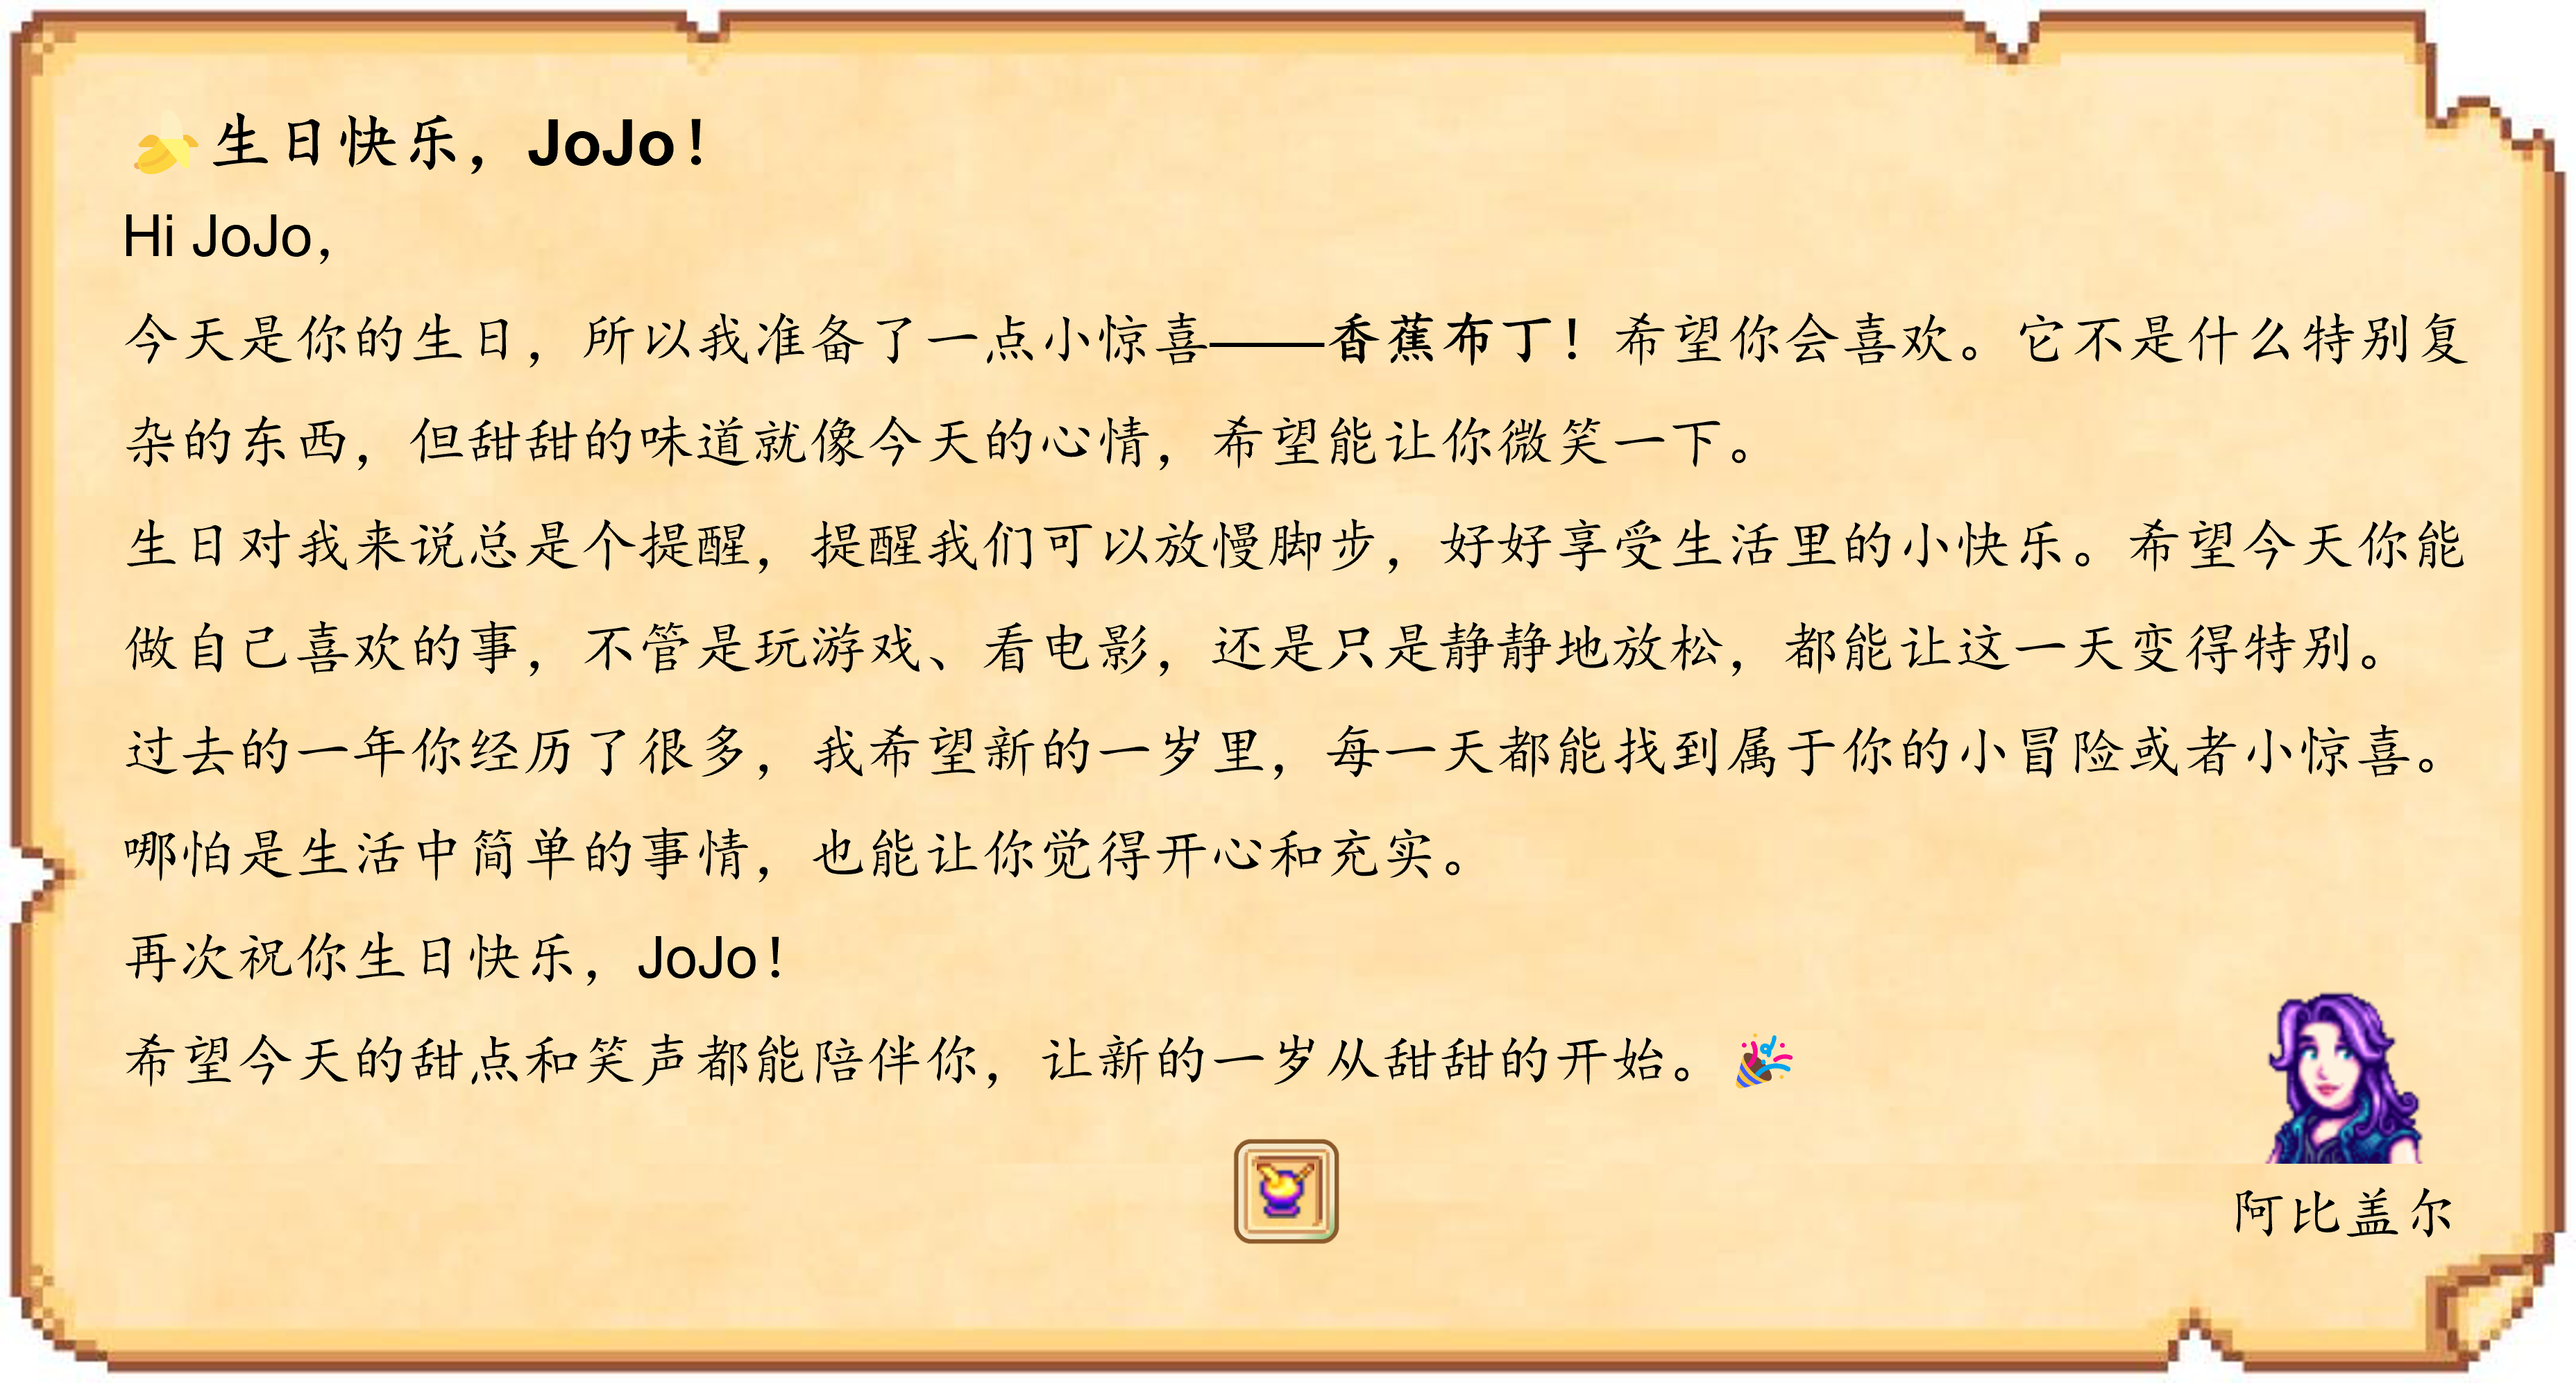 🍌生日快乐，JoJo！
Hi JoJo，
今天是你的生日，所以我准备了一点小惊喜——香蕉布丁！希望你会喜欢。它不是什么特别复
杂的东西，但甜甜的味道就像今天的心情，希望能让你微笑一下。
生日对我来说总是个提醒，提醒我们可以放慢脚步，好好享受生活里的小快乐。希望今天你能
做自己喜欢的事，不管是玩游戏、看电影，还是只是静静地放松，都能让这一天变得特别。
过去的一年你经历了很多，我希望新的一岁里，每一天都能找到属于你的小冒险或者小惊喜。
哪怕是生活中简单的事情，也能让你觉得开心和充实。
再次祝你生日快乐，JoJo！
希望今天的甜点和笑声都能陪伴你，让新的一岁从甜甜的开始。🎉
阿比盖尔